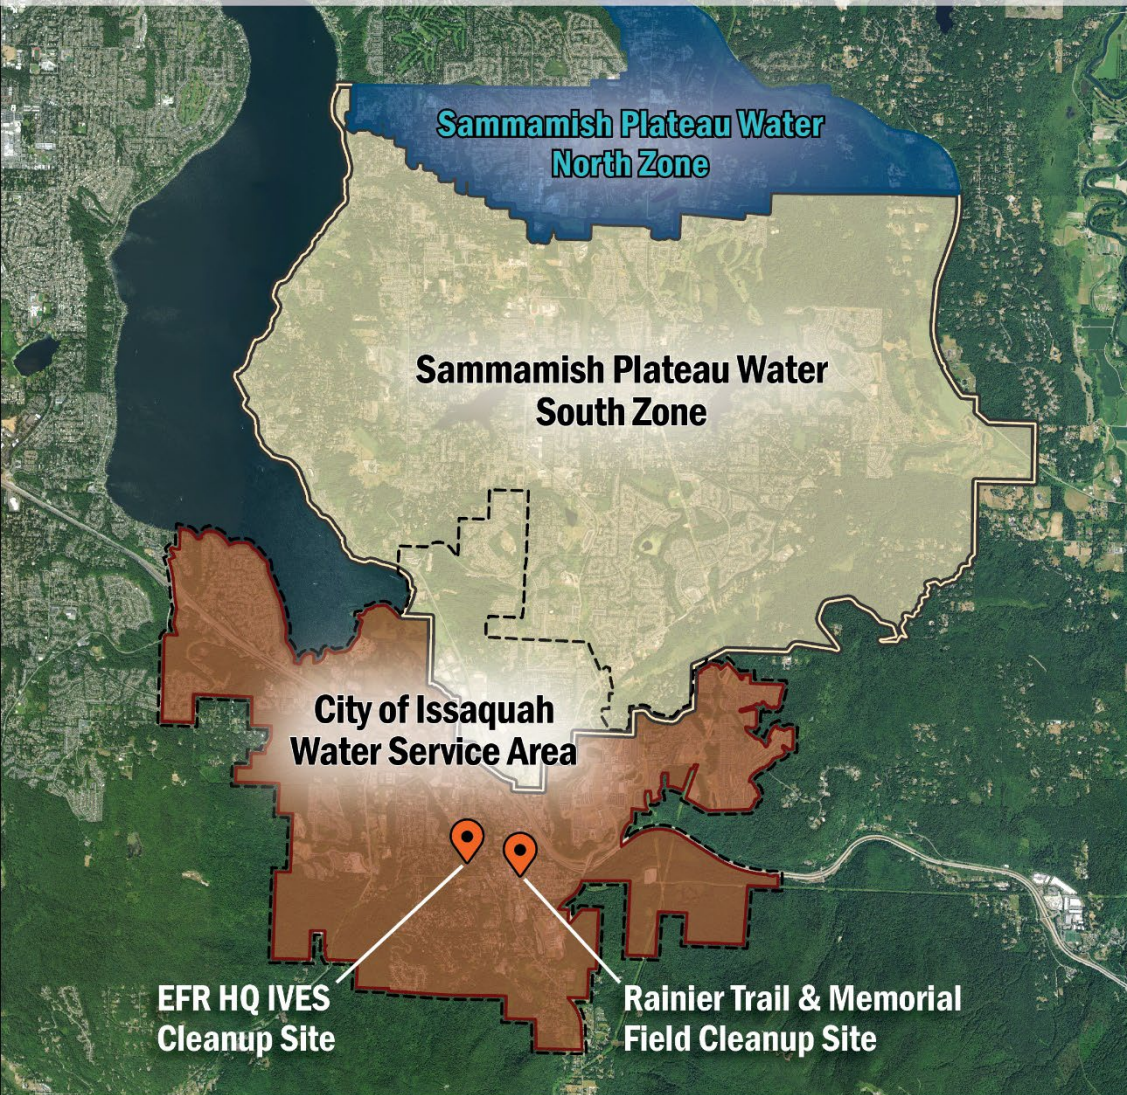 Sammamish Plateau Water
North Zone
Sammamish Plateau Water
South Zone
City of Issaquah
Water Service Area
EFR HQ IVES
Cleanup Site
Rainier Trail & Memorial
Field Cleanup Site